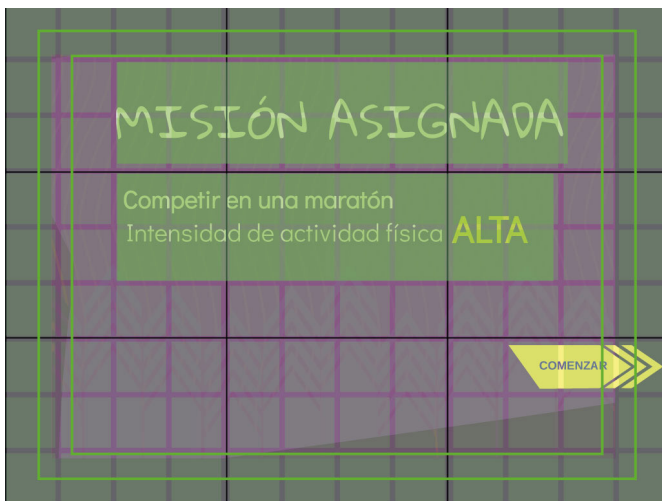 MISIÓN ASIGNADA
Competir en una maratón
Intensidad de actividad física ALTA
COMENZAR